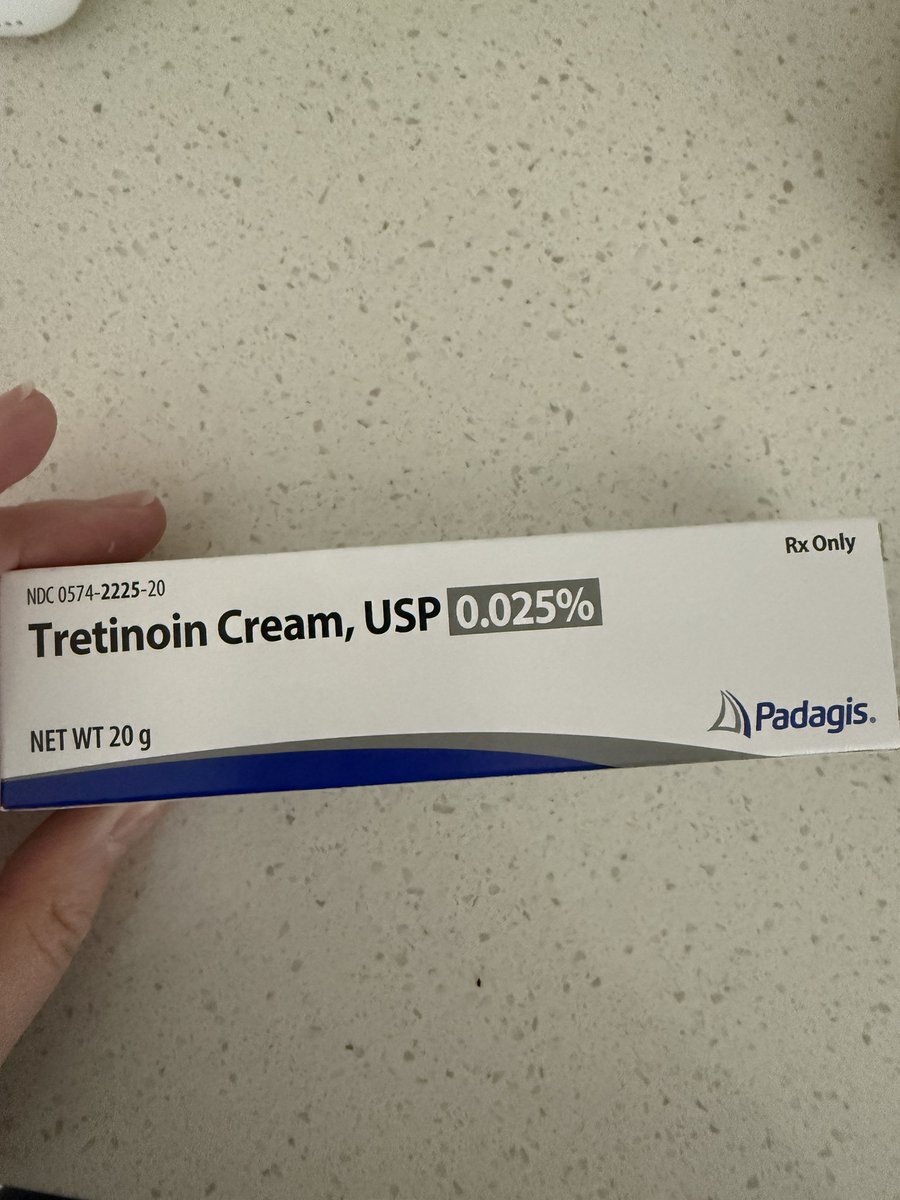 Rx Only
NDC 0574-2225-20
Tretinoin Cream, USP 0.025%
NET WT 20 g
Padagis®